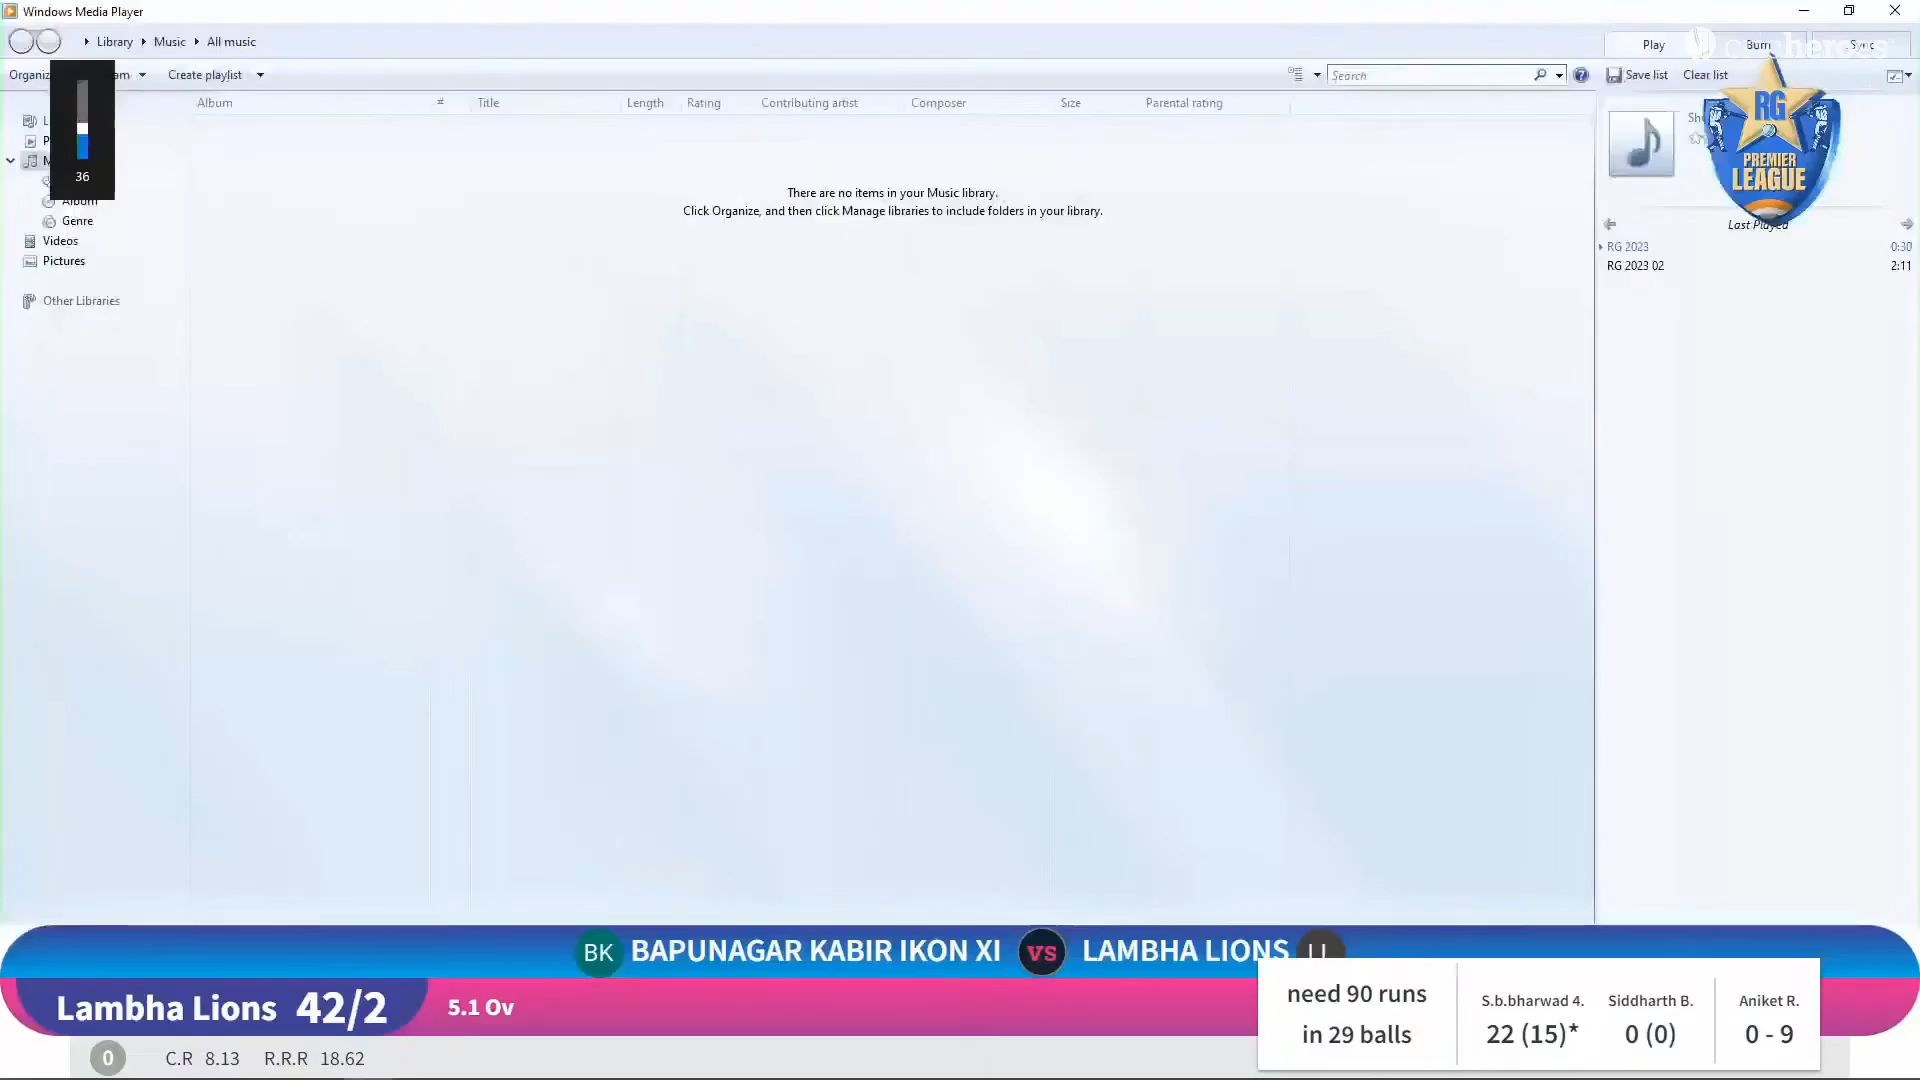 Windows Media Player
Library Music All music
Play Burn Sync
Create playlist
Search
Save list Clear list
Album # Title Length Rating Contributing artist Composer Size Parental rating
36
Album
Genre
Videos
Pictures
Other Libraries
There are no items in your Music library.
Click Organize, and then click Manage libraries to include folders in your library.
RG
PREMIER
LEAGUE
Last Played
RG 2023 0:30
RG 2023 02 2:11
BK BAPUNAGAR KABIR IKON XI VS LAMBHA LIONS LL
Lambha Lions 42/2 5.1 Ov
need 90 runs
in 29 balls
S.b.bharwad 4. Siddharth B. Aniket R.
22 (15)* 0 (0) 0 - 9
0 C.R 8.13 R.R.R 18.62